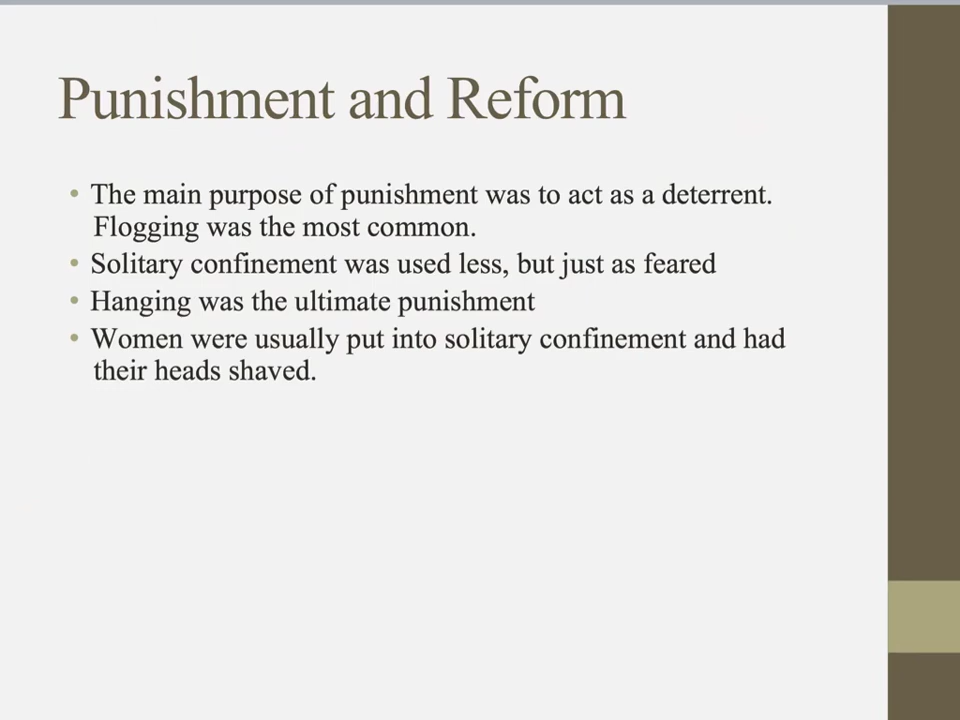 Punishment and Reform
• The main purpose of punishment was to act as a deterrent.
Flogging was the most common.
• Solitary confinement was used less, but just as feared
• Hanging was the ultimate punishment
• Women were usually put into solitary confinement and had
their heads shaved.